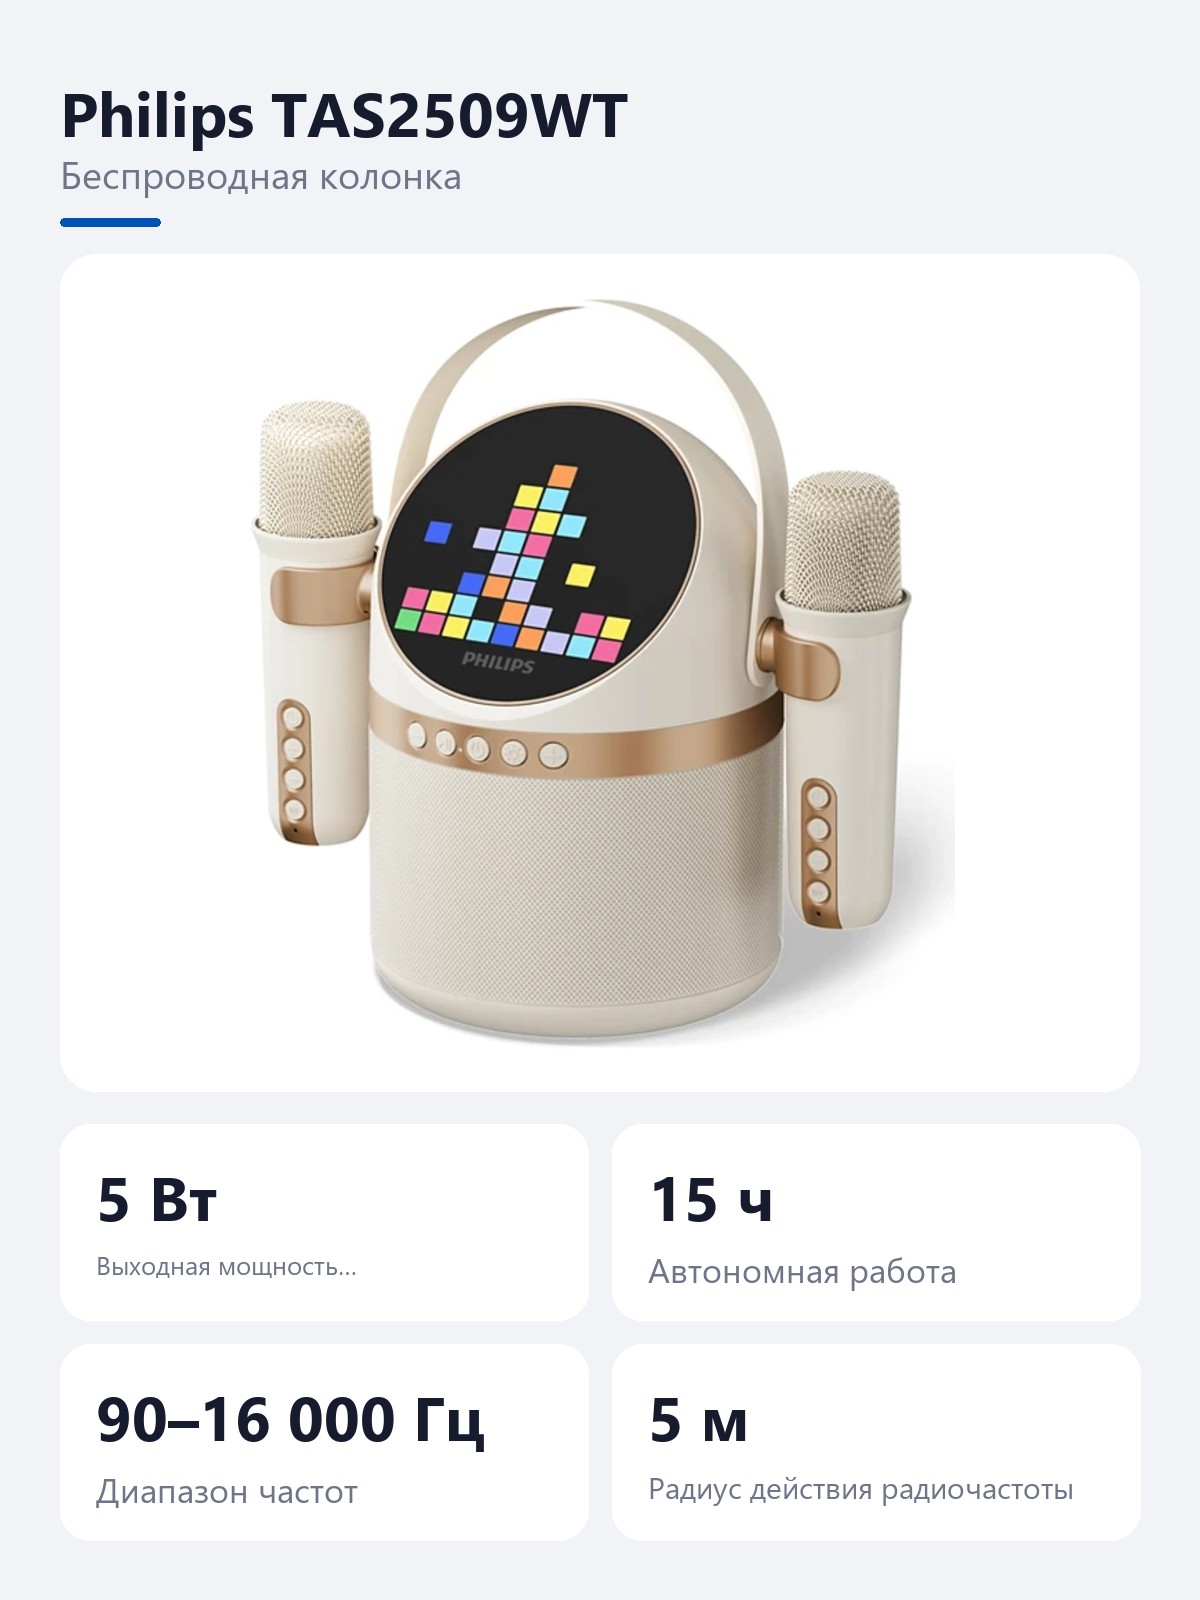 Philips TAS2509WT
Беспроводная колонка
PHILIPS
5 Вт
Выходная мощность...
15 ч
Автономная работа
90–16 000 Гц
Диапазон частот
5 м
Радиус действия радиочастоты